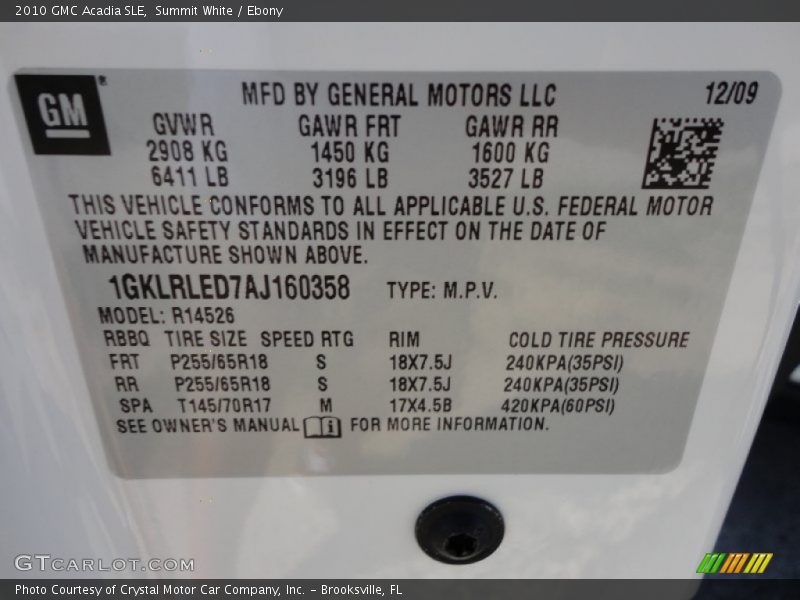 2010 GMC Acadia SLE, Summit White / Ebony
GM
MFD BY GENERAL MOTORS LLC 12/09
GVWR GAWR FRT GAWR RR
2908 KG 1450 KG 1600 KG
6411 LB 3196 LB 3527 LB
THIS VEHICLE CONFORMS TO ALL APPLICABLE U.S. FEDERAL MOTOR
VEHICLE SAFETY STANDARDS IN EFFECT ON THE DATE OF
MANUFACTURE SHOWN ABOVE.
1GKLRLED7AJ160358 TYPE: M.P.V.
MODEL: R14526
RBBQ TIRE SIZE SPEED RTG RIM COLD TIRE PRESSURE
FRT P255/65R18 S 18X7.5J 240KPA(35PSI)
RR P255/65R18 S 18X7.5J 240KPA(35PSI)
SPA T145/70R17 M 17X4.5B 420KPA(60PSI)
SEE OWNER'S MANUAL FOR MORE INFORMATION.
GTCARLOT.COM
Photo Courtesy of Crystal Motor Car Company, Inc. – Brooksville, FL